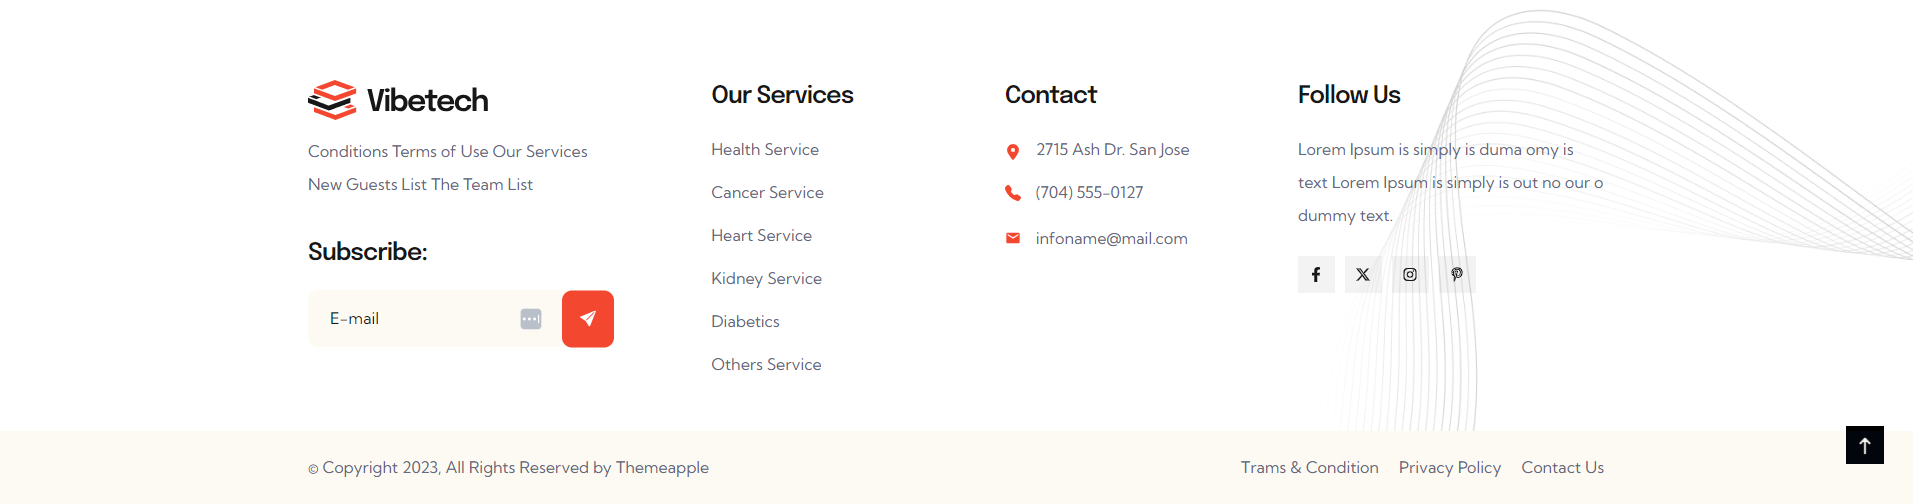 Vibetech
Conditions Terms of Use Our Services
New Guests List The Team List
Subscribe:
E-mail
Our Services
Health Service
Cancer Service
Heart Service
Kidney Service
Diabetics
Others Service
Contact
2715 Ash Dr. San Jose
(704) 555-0127
infoname@mail.com
Follow Us
Lorem Ipsum is simply is duma omy is
text Lorem Ipsum is simply is out no our o
dummy text.
© Copyright 2023, All Rights Reserved by Themeapple
Trams & Condition Privacy Policy Contact Us